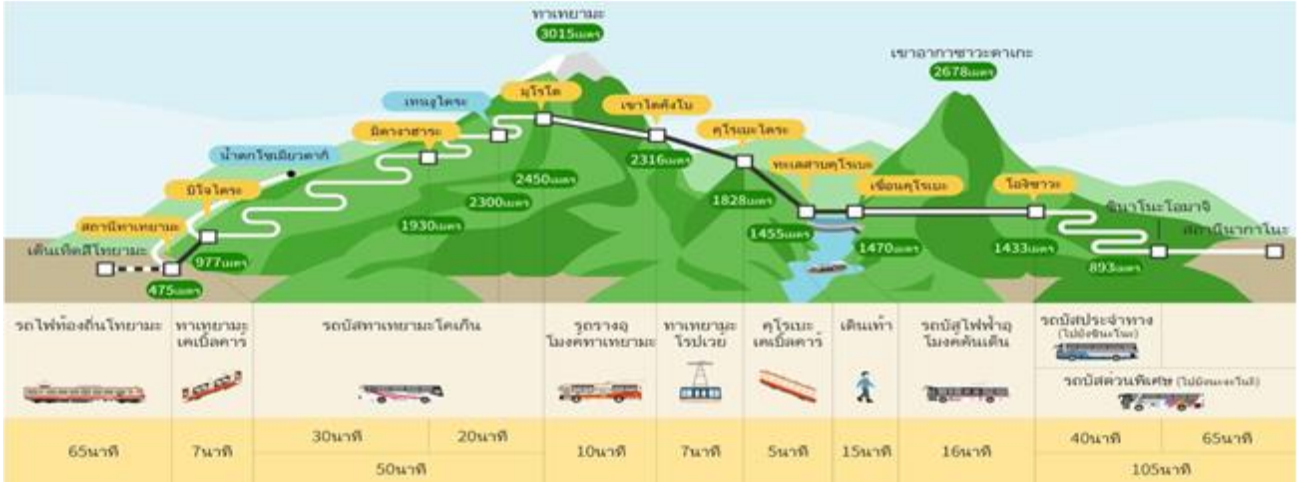 ทาเทยามะ
3015เมตร
เขาอากาซาวะดาเกะ
2678เมตร
เทนงูไดระ
มุโรโด
มิดางาฮาระ
เขาไดคังโบ
คุโรเบะไดระ
น้ำตกโชเมียวดากิ
2316เมตร
ทะเลสาบคุโรเบะ
บิโจไดระ
2450เมตร
เขื่อนคุโรเบะ
โองิซาวะ
2300เมตร
1828เมตร
ชินาโนะโอมาจิ
สถานีทาเทยามะ
1930เมตร
1455เมตร
สถานีนากาโนะ
เด็นเท็ตสึโทยามะ
977เมตร
1470เมตร
1433เมตร
893เมตร
475เมตร
รถไฟท้องถิ่นโทยามะ
ทาเทยามะ
เคเบิ้ลคาร์
รถบัสทาเทยามะโคเก็น
รถรางอุ
โมงค์ทาเทยามะ
ทาเทยามะ
โรปเวย์
คุโรเบะ
เคเบิ้ลคาร์
เดินเท้า
รถบัสไฟฟ้าอุ
โมงค์คันเด็น
รถบัสประจำทาง
(ไปยังชินะโนะ)
รถบัสด่วนพิเศษ
65นาที
7นาที
30นาที
20นาที
50นาที
10นาที
7นาที
5นาที
15นาที
16นาที
40นาที
65นาที
105นาที